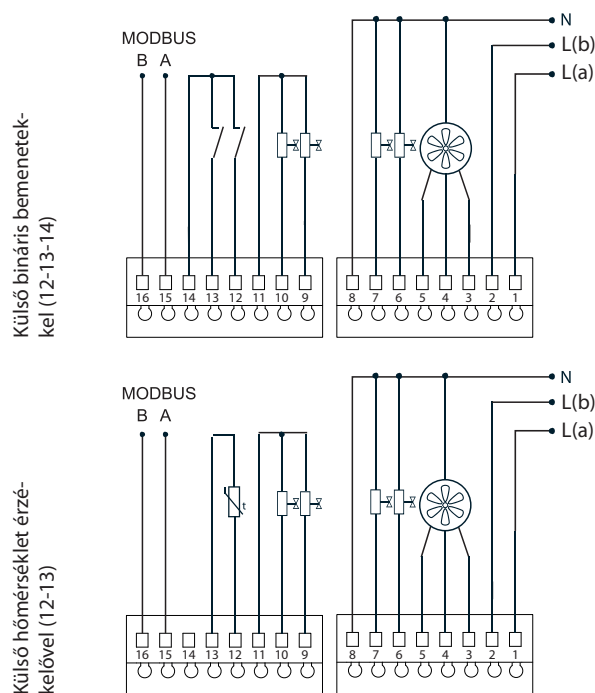 Külső bináris bemenetek-
kel (12-13-14)
MODBUS
B A
N
L(b)
L(a)
16 15 14 13 12 11 10 9
8 7 6 5 4 3 2 1
Külső hőmérséklet érzé-
kelővel (12-13)
MODBUS
B A
t
N
L(b)
L(a)
16 15 14 13 12 11 10 9
8 7 6 5 4 3 2 1